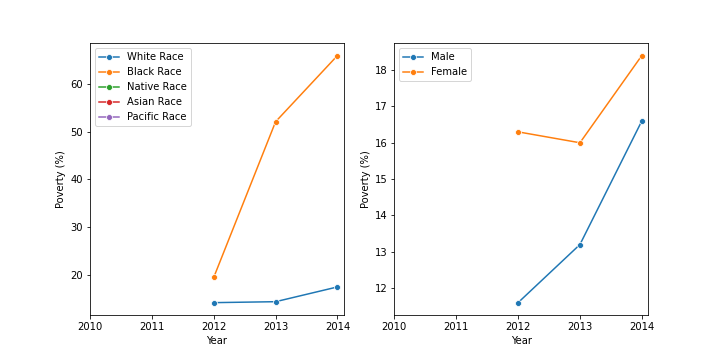 White Race
Black Race
Native Race
Asian Race
Pacific Race
60
50
40
30
20
Poverty (%)
2010 2011 2012 2013 2014
Year
Male
Female
18
17
16
15
14
13
12
Poverty (%)
2010 2011 2012 2013 2014
Year